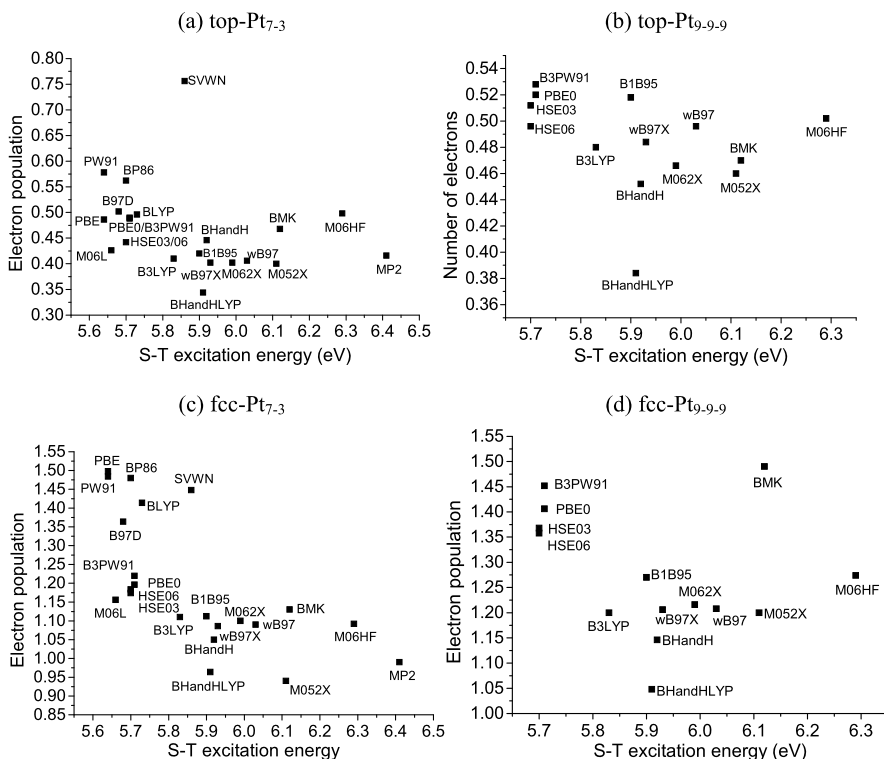 (a) top-Pt7-3
Electron population
0.80
0.75
0.70
0.65
0.60
0.55
0.50
0.45
0.40
0.35
0.30
SVWN
PW91
BP86
B97D
BLYP
PBE
PBE0/B3PW91
HSE03/06
M06L
B3LYP
BHandH
B1B95
wB97X
M062X
wB97
BMK
M052X
M06HF
MP2
BHandHLYP
5.6 5.7 5.8 5.9 6.0 6.1 6.2 6.3 6.4 6.5
S-T excitation energy (eV)
(b) top-Pt9-9-9
Number of electrons
0.54
0.52
0.50
0.48
0.46
0.44
0.42
0.40
0.38
0.36
B3PW91
PBE0
HSE03
HSE06
B1B95
B3LYP
wB97X
wB97
BMK
M062X
M052X
BHandH
M06HF
BHandHLYP
5.7 5.8 5.9 6.0 6.1 6.2 6.3
S-T excitation energy (eV)
(c) fcc-Pt7-3
Electron population
1.55
1.50
1.45
1.40
1.35
1.30
1.25
1.20
1.15
1.10
1.05
1.00
0.95
0.90
0.85
PBE
BP86
PW91
SVWN
BLYP
B97D
B3PW91
PBE0
HSE06
HSE03
M06L
B1B95
M062X
BMK
B3LYP
wB97X
wB97
M06HF
BHandH
BHandHLYP
M052X
MP2
5.6 5.7 5.8 5.9 6.0 6.1 6.2 6.3 6.4 6.5
S-T excitation energy
(d) fcc-Pt9-9-9
Electron population
1.55
1.50
1.45
1.40
1.35
1.30
1.25
1.20
1.15
1.10
1.05
1.00
BMK
B3PW91
PBE0
HSE03
HSE06
B1B95
M062X
M06HF
B3LYP
wB97X
wB97
M052X
BHandH
BHandHLYP
5.7 5.8 5.9 6.0 6.1 6.2 6.3
S-T excitation energy (eV)